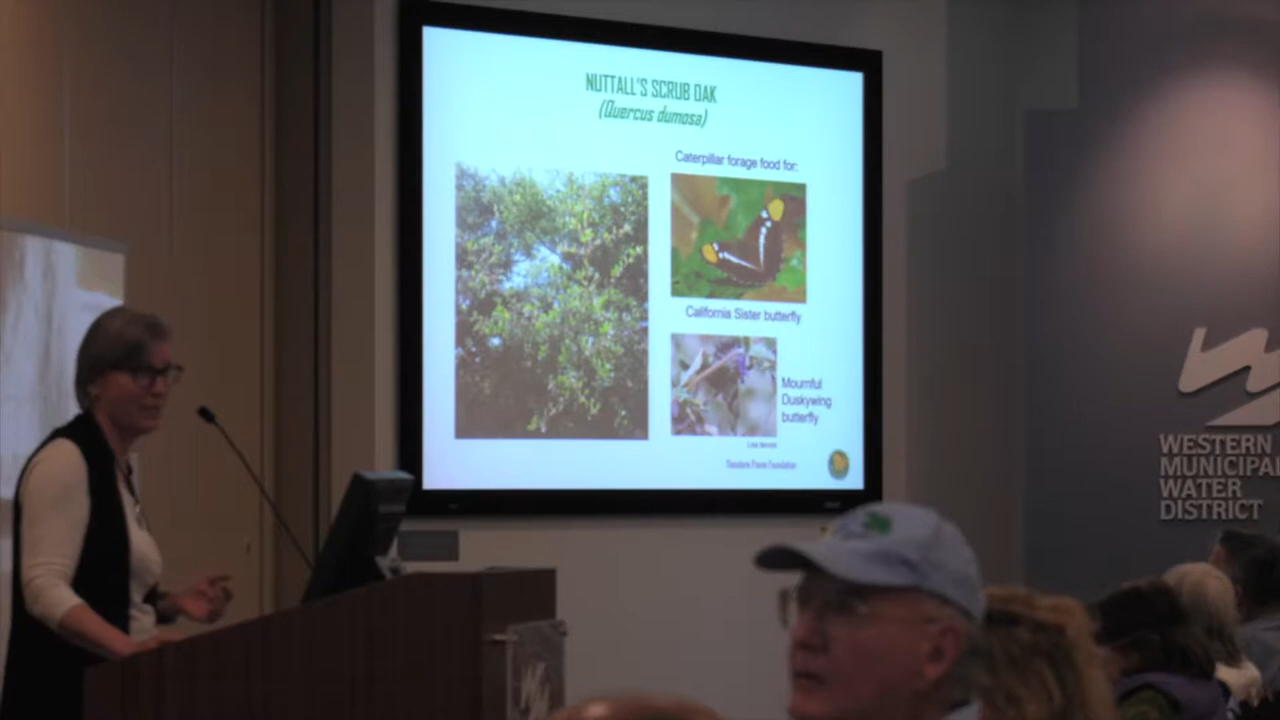 NUTTALL'S SCRUB OAK
(Quercus dumosa)
Caterpillar forage food for:
California Sister butterfly
Mournful
Duskywing
butterfly
Theodore Payne Foundation
WESTERN
MUNICIPA
WATER
DISTRICT